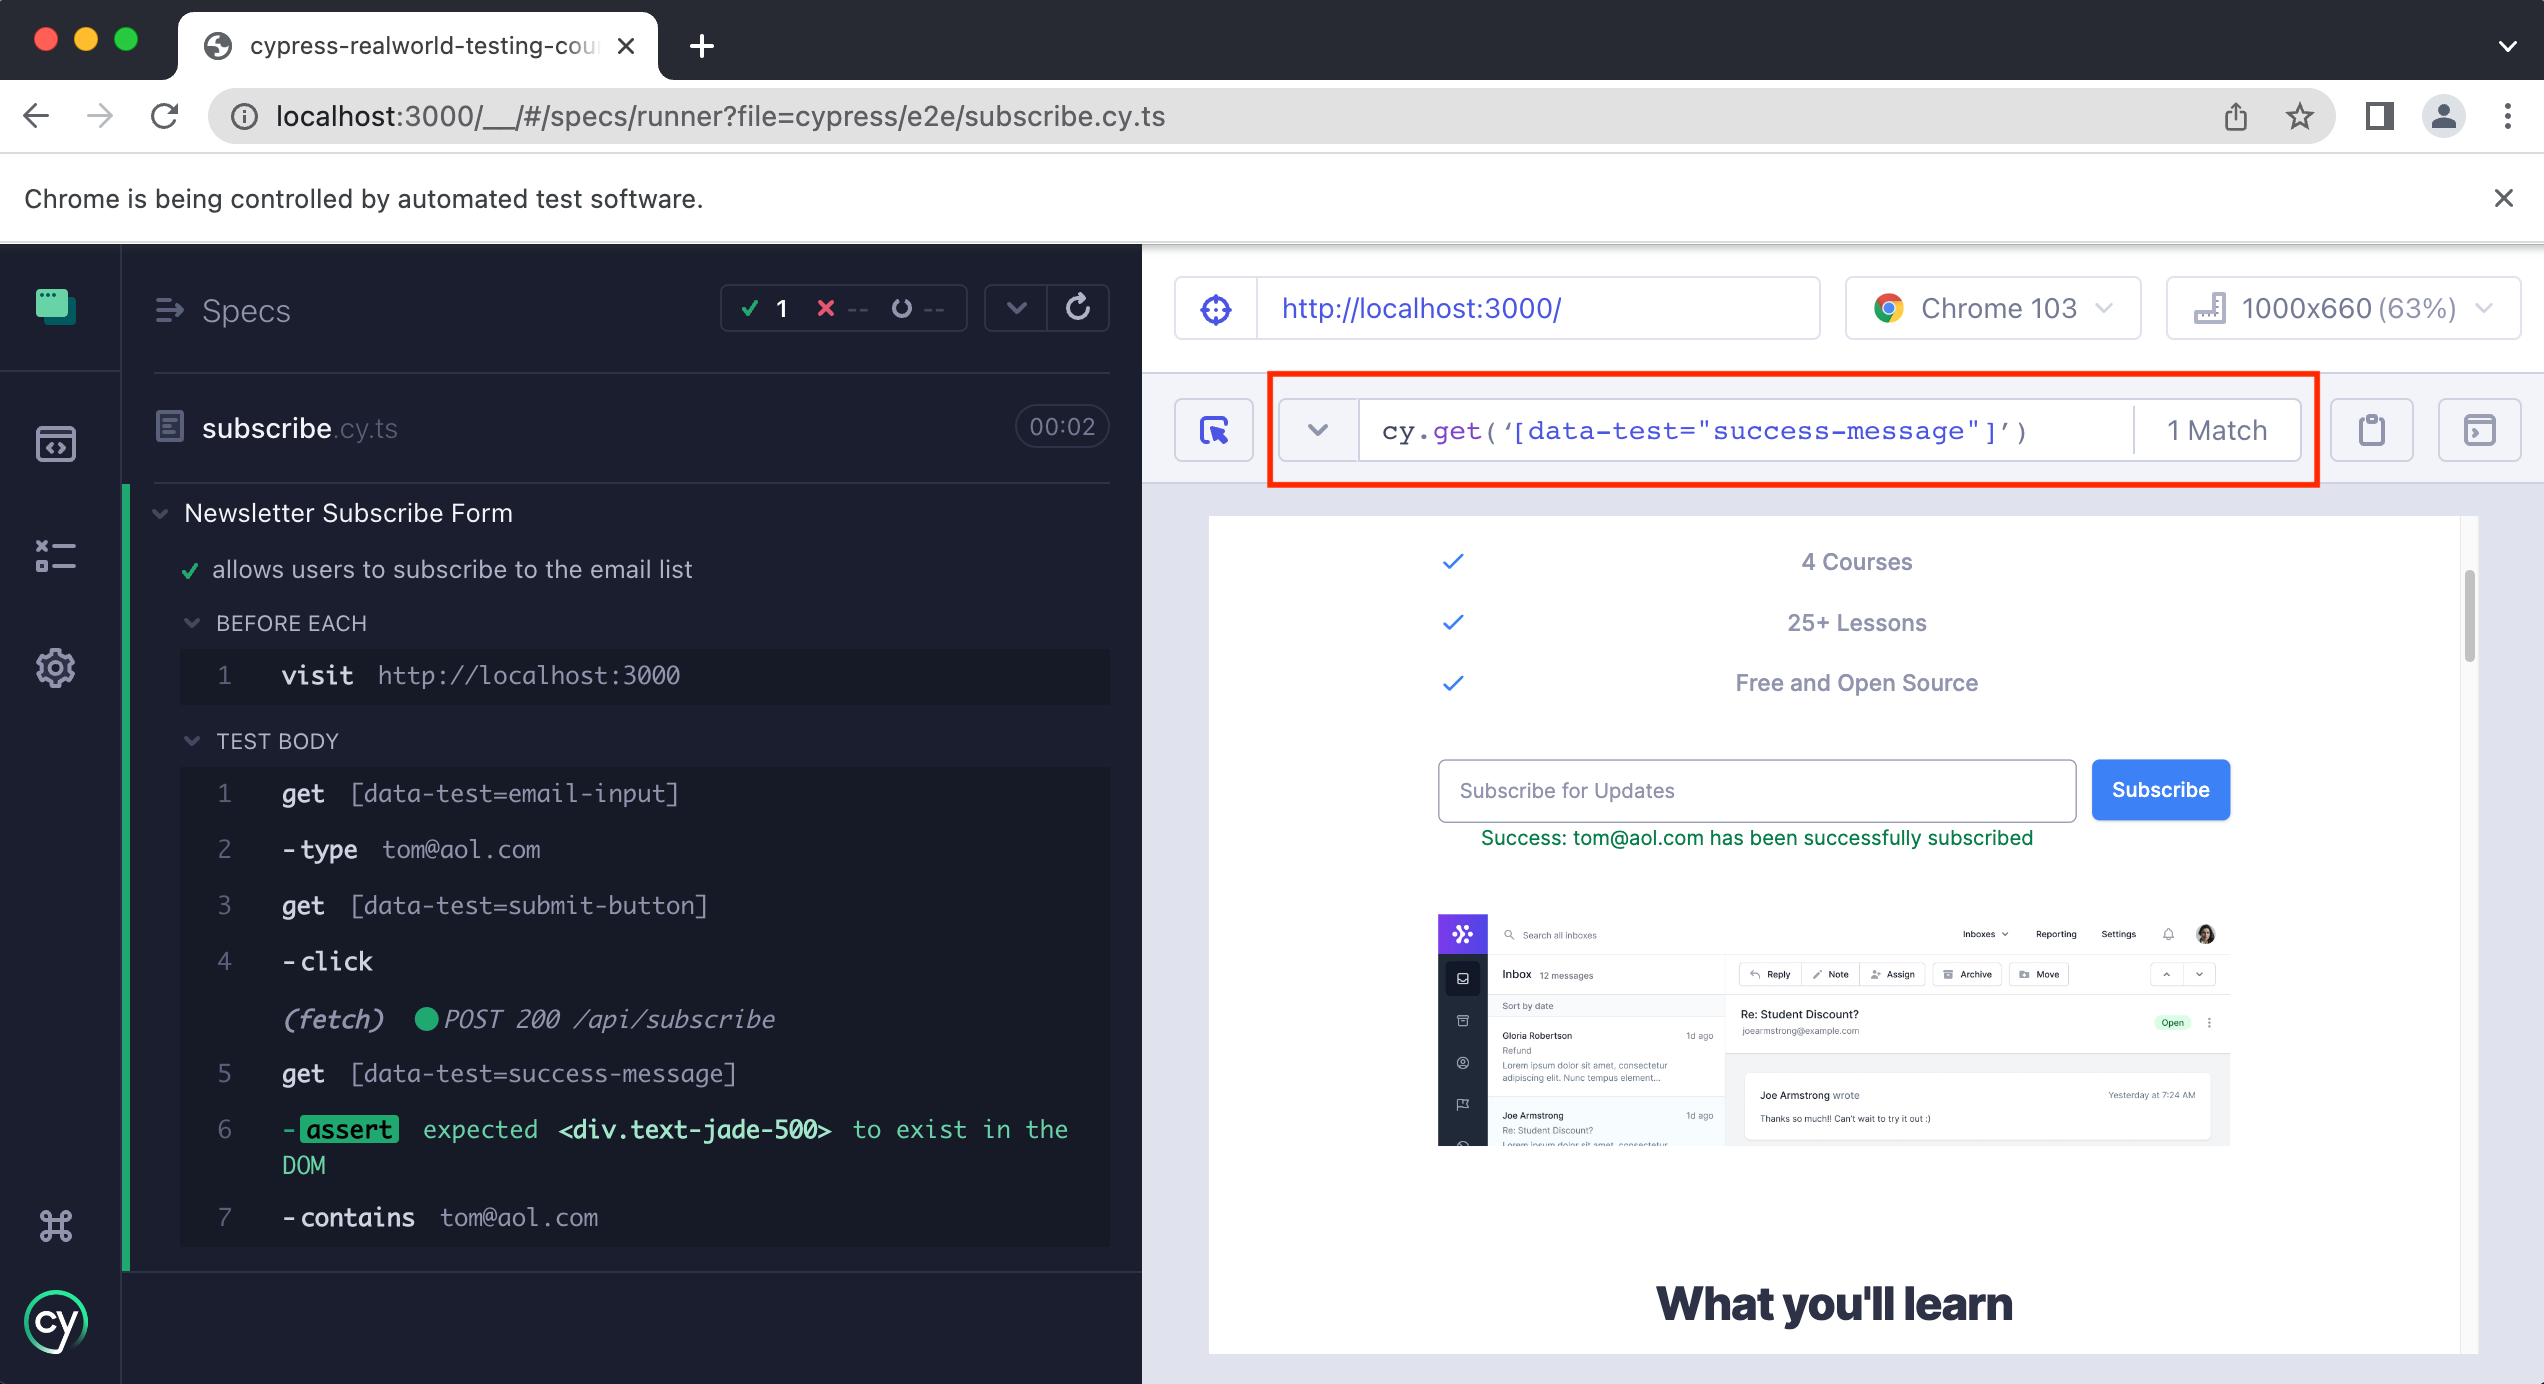 cypress-realworld-testing-cou
localhost:3000/__/#/specs/runner?file=cypress/e2e/subscribe.cy.ts
Chrome is being controlled by automated test software.
Specs
1 -- --
subscribe.cy.ts
00:02
Newsletter Subscribe Form
allows users to subscribe to the email list
BEFORE EACH
1 visit http://localhost:3000
TEST BODY
1 get [data-test=email-input]
2 -type tom@aol.com
3 get [data-test=submit-button]
4 -click
(fetch) POST 200 /api/subscribe
5 get [data-test=success-message]
6 -assert expected <div.text-jade-500> to exist in the
DOM
7 -contains tom@aol.com
cy
http://localhost:3000/
Chrome 103
1000x660 (63%)
cy.get(‘[data-test="success-message"]’)
1 Match
4 Courses
25+ Lessons
Free and Open Source
Subscribe for Updates
Subscribe
Success: tom@aol.com has been successfully subscribed
Search all inboxes
Inboxes
Reporting
Settings
Inbox 12 messages
Reply
Note
Assign
Archive
Move
Sort by date
Gloria Robertson 1d ago
Refund
Lorem ipsum dolor sit amet, consectetur
adipiscing elit. Nunc tempus element...
Joe Armstrong 1d ago
Re: Student Discount?
Lorem ipsum dolor sit amet, consectetur
Re: Student Discount?
joearmstrong@example.com
Open
Joe Armstrong wrote
Yesterday at 7:24 AM
Thanks so much!! Can't wait to try it out :)
What you'll learn